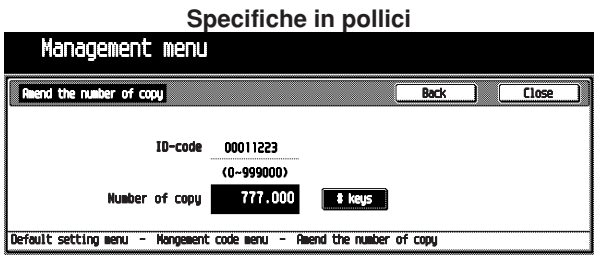 Specifiche in pollici
Management menu
Amend the number of copy Back Close
ID-code 00011223
(0~999000)
Number of copy 777.000 # keys
Default setting menu - Mangement code menu - Amend the number of copy